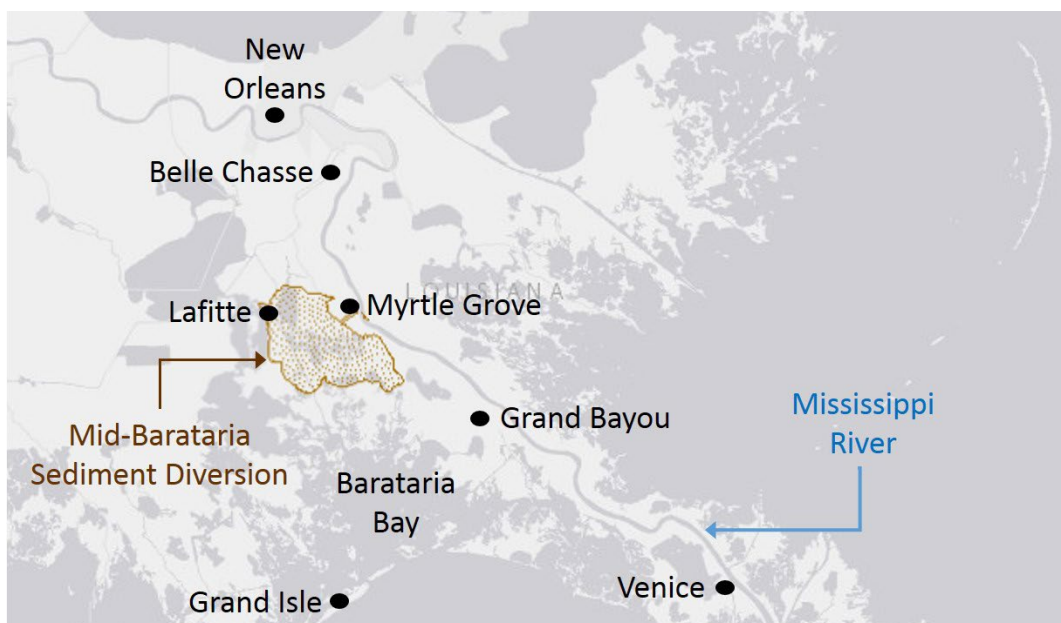 New
Orleans
Belle Chasse
LOUISIANA
Lafitte
Myrtle Grove
Mid-Barataria
Sediment Diversion
Grand Bayou
Mississippi
River
Barataria
Bay
Grand Isle
Venice